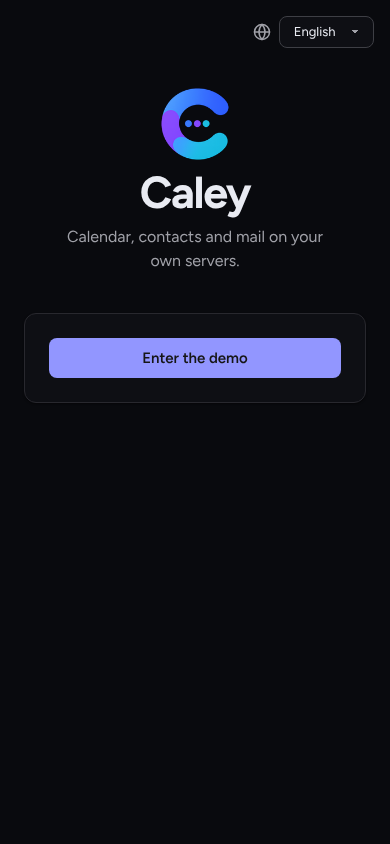 English
Caley
Calendar, contacts and mail on your
own servers.
Enter the demo